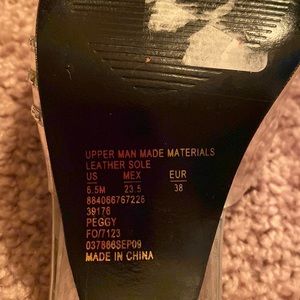 UPPER MAN MADE MATERIALS
LEATHER SOLE
US MEX EUR
6.5M 23.5 38
884066767226
39176
PEGGY
FO/7123
037866SEP09
MADE IN CHINA